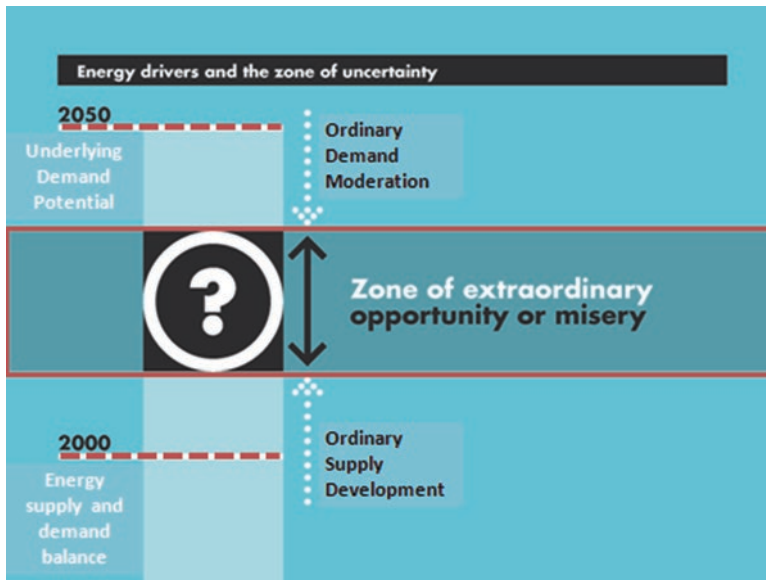 Energy drivers and the zone of uncertainty
2050
Underlying
Demand
Potential
Ordinary
Demand
Moderation
?
Zone of extraordinary
opportunity or misery
2000
Energy
supply and
demand
balance
Ordinary
Supply
Development